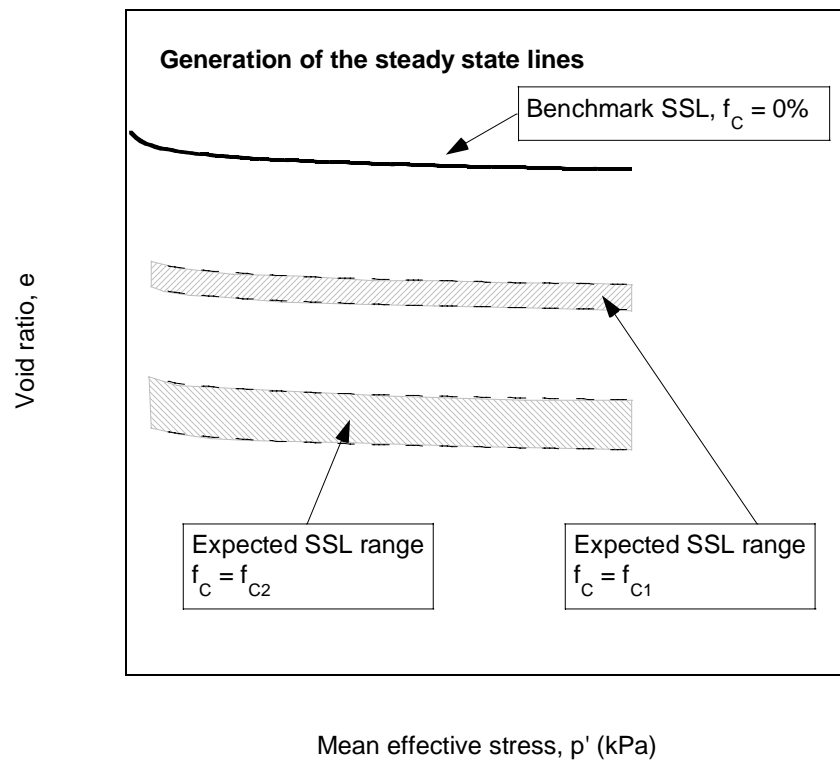 Generation of the steady state lines
Benchmark SSL, f_C = 0%
Void ratio, e
Expected SSL range
f_C = f_C2
Expected SSL range
f_C = f_C1
Mean effective stress, p' (kPa)